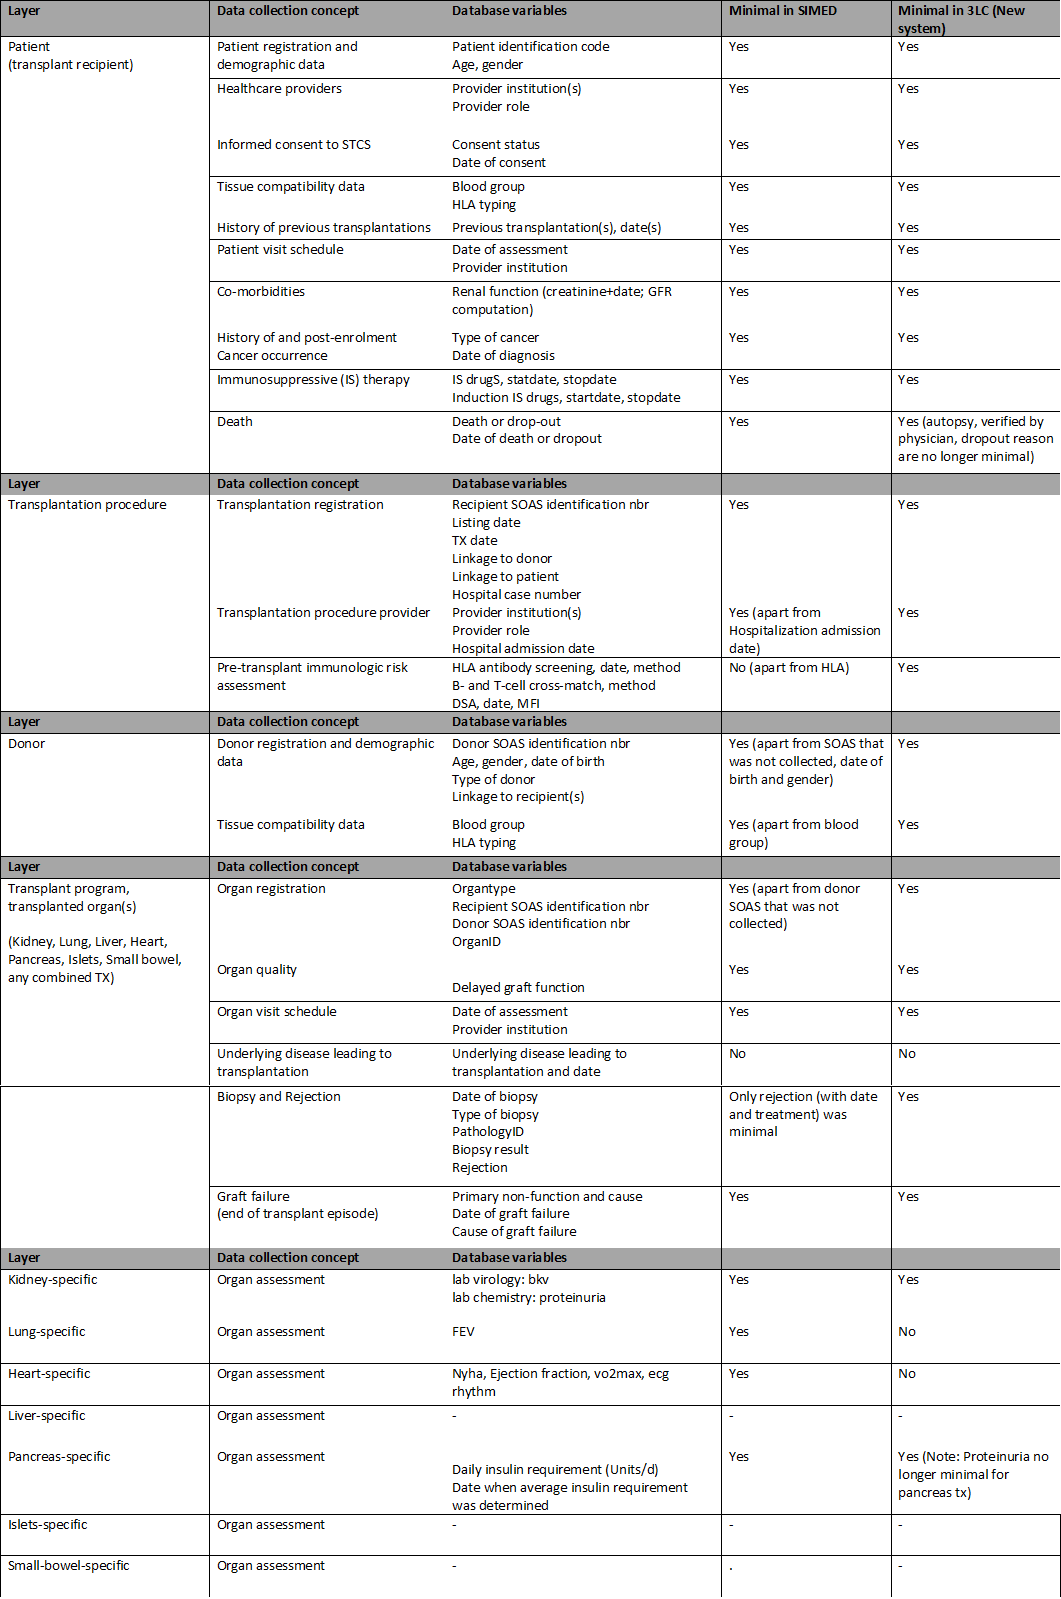 Layer Data collection concept Database variables Minimal in SIMED Minimal in 3LC (New
system)
Patient Patient registration and Patient identification code Yes Yes
(transplant recipient) demographic data Age, gender
Healthcare providers Provider institution(s) Yes Yes
Provider role
Informed consent to STCS Consent status Yes Yes
Date of consent
Tissue compatibility data Blood group Yes Yes
HLA typing
History of previous transplantations Previous transplantation(s), date(s) Yes Yes
Patient visit schedule Date of assessment Yes Yes
Provider institution
Co-morbidities Renal function (creatinine+date; GFR Yes Yes
computation)
History of and post-enrolment Type of cancer Yes Yes
Cancer occurrence Date of diagnosis
Immunosuppressive (IS) therapy IS drugS, statdate, stopdate Yes Yes
Induction IS drugs, startdate, stopdate
Death Death or drop-out Yes Yes (autopsy, verified by
Date of death or dropout physician, dropout reason
are no longer minimal)
Layer Data collection concept Database variables
Transplantation procedure Transplantation registration Recipient SOAS identification nbr Yes Yes
Listing date
TX date
Linkage to donor
Linkage to patient
Hospital case number
Transplantation procedure provider Provider institution(s) Yes (apart from Yes
Provider role Hospitalization admission
Hospital admission date date)
Pre-transplant immunologic risk HLA antibody screening, date, method No (apart from HLA) Yes
assessment B- and T-cell cross-match, method
DSA, date, MFI
Layer Data collection concept Database variables
Donor Donor registration and demographic Donor SOAS identification nbr Yes (apart from SOAS that Yes
data Age, gender, date of birth was not collected, date of
Type of donor birth and gender)
Linkage to recipient(s)
Tissue compatibility data Blood group Yes (apart from blood Yes
HLA typing group)
Layer Data collection concept Database variables
Transplant program, Organ registration Organtype Yes (apart from donor Yes
transplanted organ(s) Recipient SOAS identification nbr SOAS that was not
Donor SOAS identification nbr collected)
(Kidney, Lung, Liver, Heart, OrganID
Pancreas, Islets, Small bowel,
any combined TX) Organ quality Yes Yes
Delayed graft function
Organ visit schedule Date of assessment Yes Yes
Provider institution
Underlying disease leading to Underlying disease leading to No No
transplantation transplantation and date
Biopsy and Rejection Date of biopsy Only rejection (with date Yes
Type of biopsy and treatment) was
PathologyID minimal
Biopsy result
Rejection
Graft failure Primary non-function and cause Yes Yes
(end of transplant episode) Date of graft failure
Cause of graft failure
Layer Data collection concept Database variables
Kidney-specific Organ assessment lab virology: bkv Yes Yes
lab chemistry: proteinuria
Lung-specific Organ assessment FEV Yes No
Heart-specific Organ assessment Nyha, Ejection fraction, vo2max, ecg Yes No
rhythm
Liver-specific Organ assessment - - -
Pancreas-specific Organ assessment Yes Yes (Note: Proteinuria no
Daily insulin requirement (Units/d) longer minimal for
Date when average insulin requirement pancreas tx)
was determined
Islets-specific Organ assessment - - -
Small-bowel-specific Organ assessment - . -